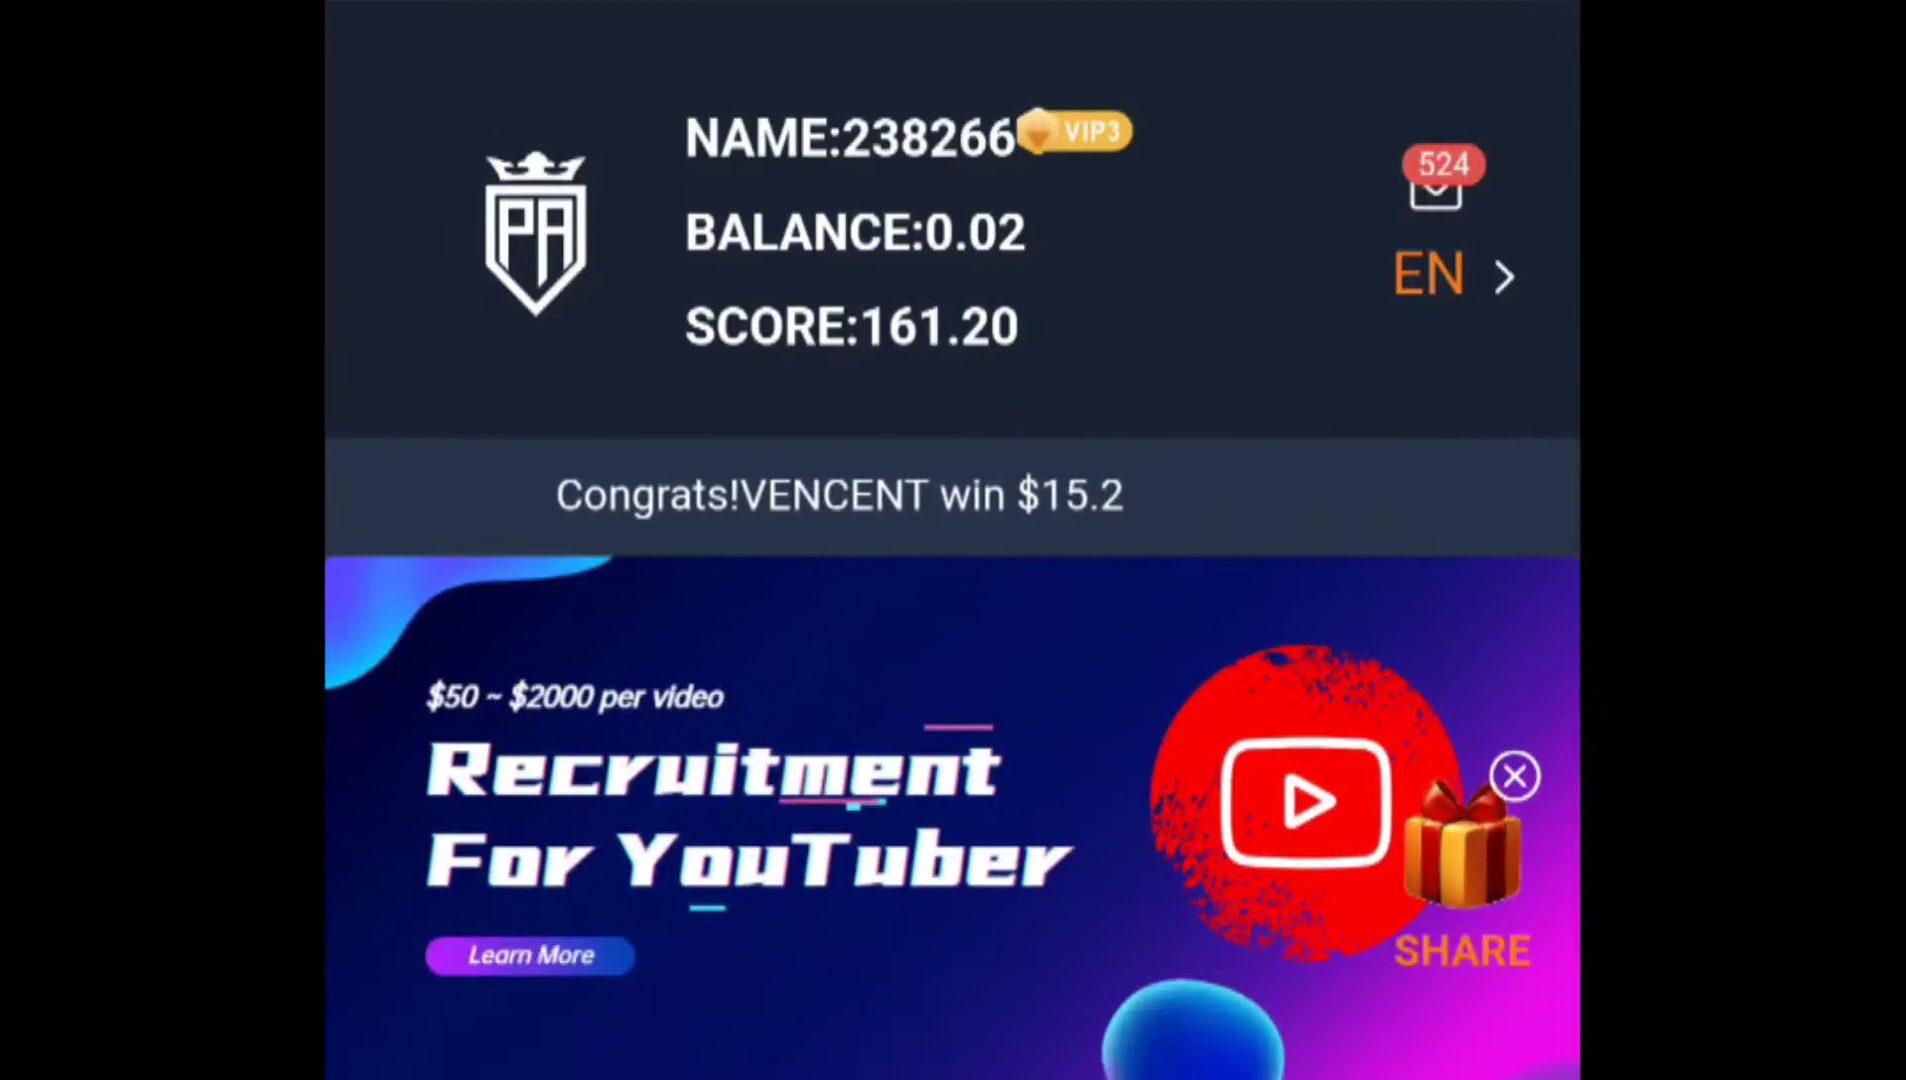 NAME:238266 VIP3
524
BALANCE:0.02
EN
PA
SCORE:161.20
Congrats!VENCENT win $15.2
$50 ~ $2000 per video
Recruitment
For YouTuber
Learn More
SHARE